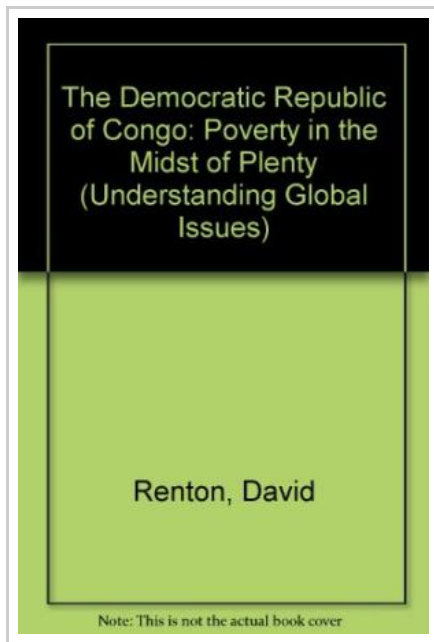 The Democratic Republic
of Congo: Poverty in the
Midst of Plenty
(Understanding Global
Issues)
Renton, David
Note: This is not the actual book cover